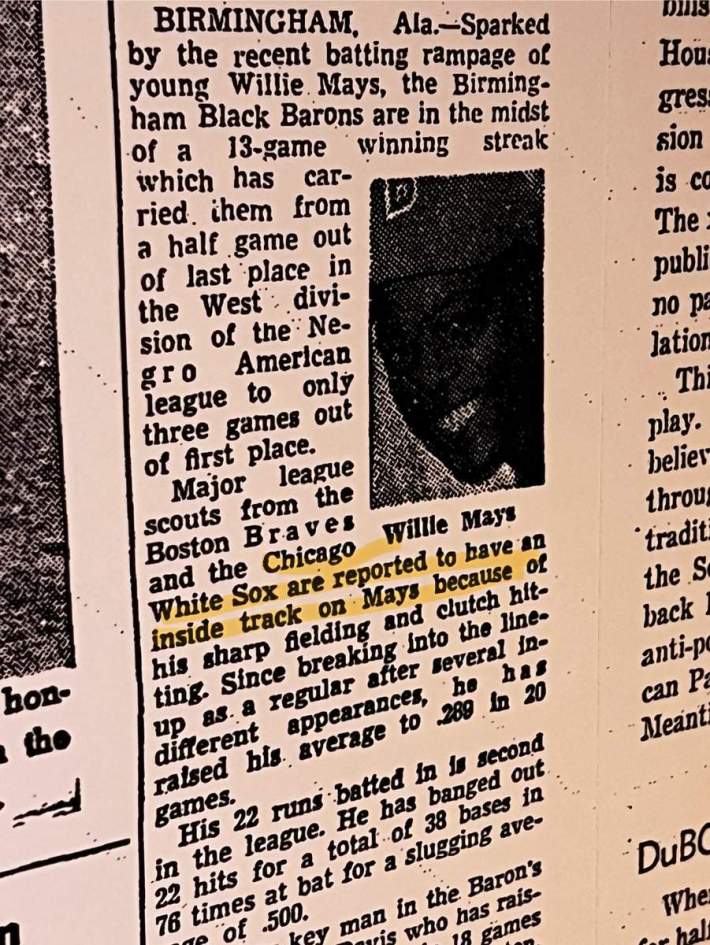 BIRMINGHAM, Ala.—Sparked
by the recent batting rampage of
young Willie Mays, the Birming-
ham Black Barons are in the midst
of a 13-game winning streak
which has car-
ried them from
a half game out
of last place in
the West divi-
sion of the Ne-
gro American
league to only
three games out
of first place.
Major league
scouts from the
Boston Braves
and the Chicago
Willie Mays
White Sox are reported to have an
inside track on Mays because of
his sharp fielding and clutch hit-
ting. Since breaking into the line-
up as a regular after several in-
different appearances, he has
raised his average to .289 in 20
games.
His 22 runs batted in is second
in the league. He has banged out
22 hits for a total of 38 bases in
76 times at bat for a slugging ave-
of .500.
key man in the Baron's
who has rais-
18 games
hon-
the
Hou
gres
sion
is co
The
publi
no pa
lation
Thi
play.
believ
throug
traditi
the S
back
anti-p
can Pa
Meanti
DuBO
Whe
half